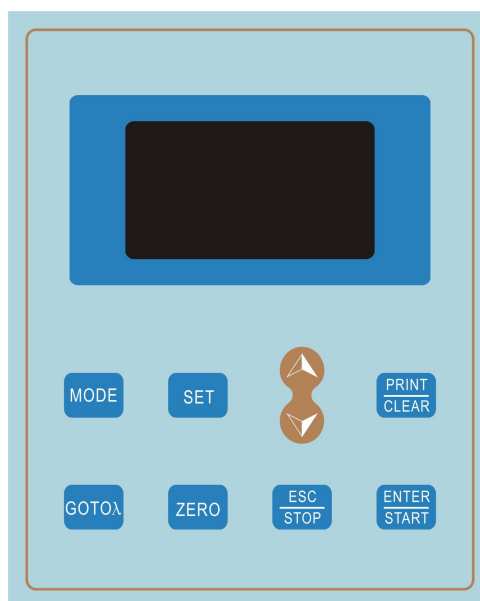 MODE
SET
PRINT
CLEAR
GOTOλ
ZERO
ESC
STOP
ENTER
START